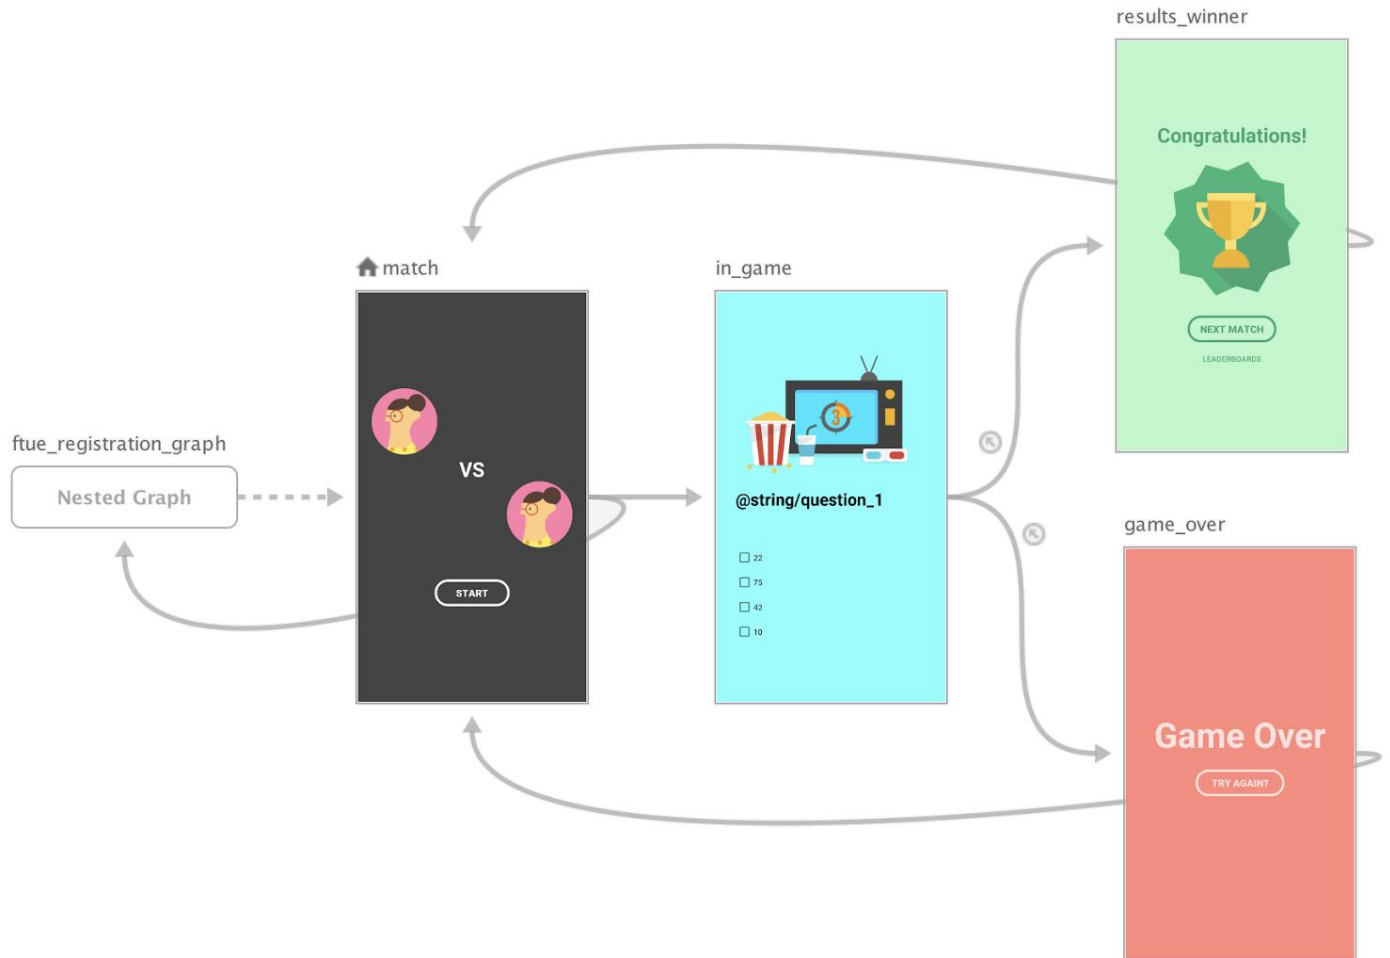 results_winner
Congratulations!
NEXT MATCH
LEADERBOARDS
match
VS
START
in_game
3
@string/question_1
22
75
42
10
ftue_registration_graph
Nested Graph
game_over
Game Over
TRY AGAIN?